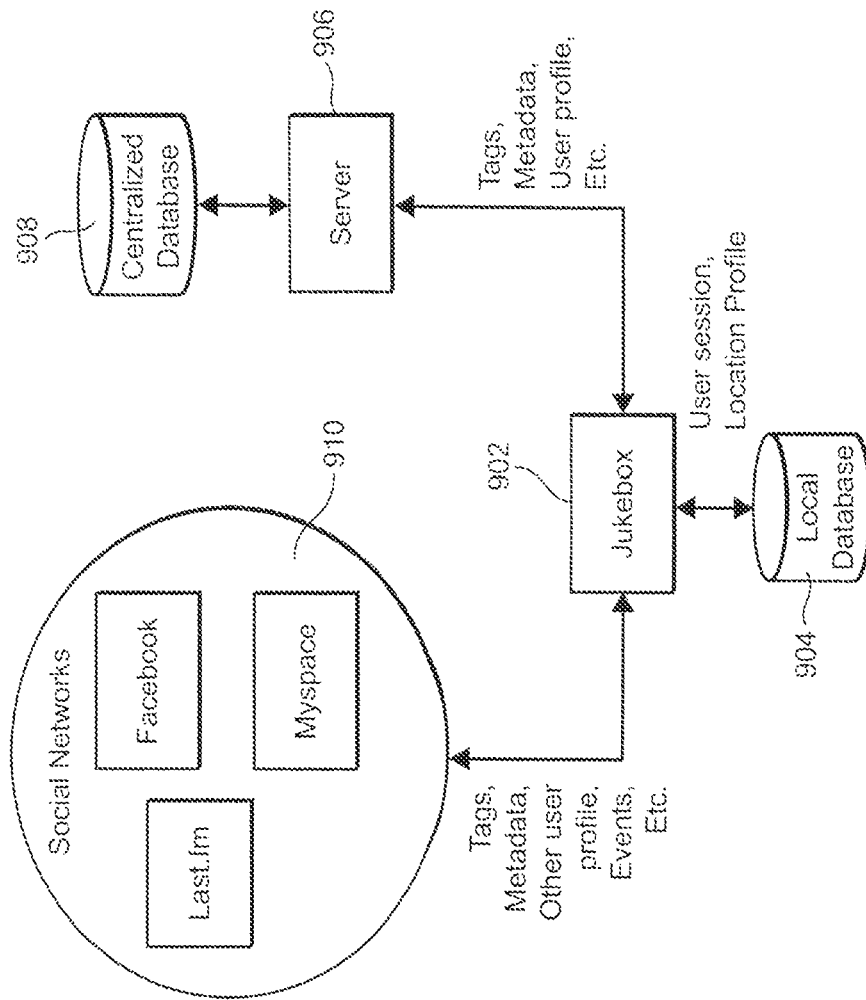 Social Networks
Last.fm
Facebook
Myspace
910
908
Centralized
Database
906
Server
Tags,
Metadata,
User profile,
Etc.
Tags,
Metadata,
Other user
profile,
Events,
Etc.
902
Jukebox
User session,
Location Profile
904
Local
Database